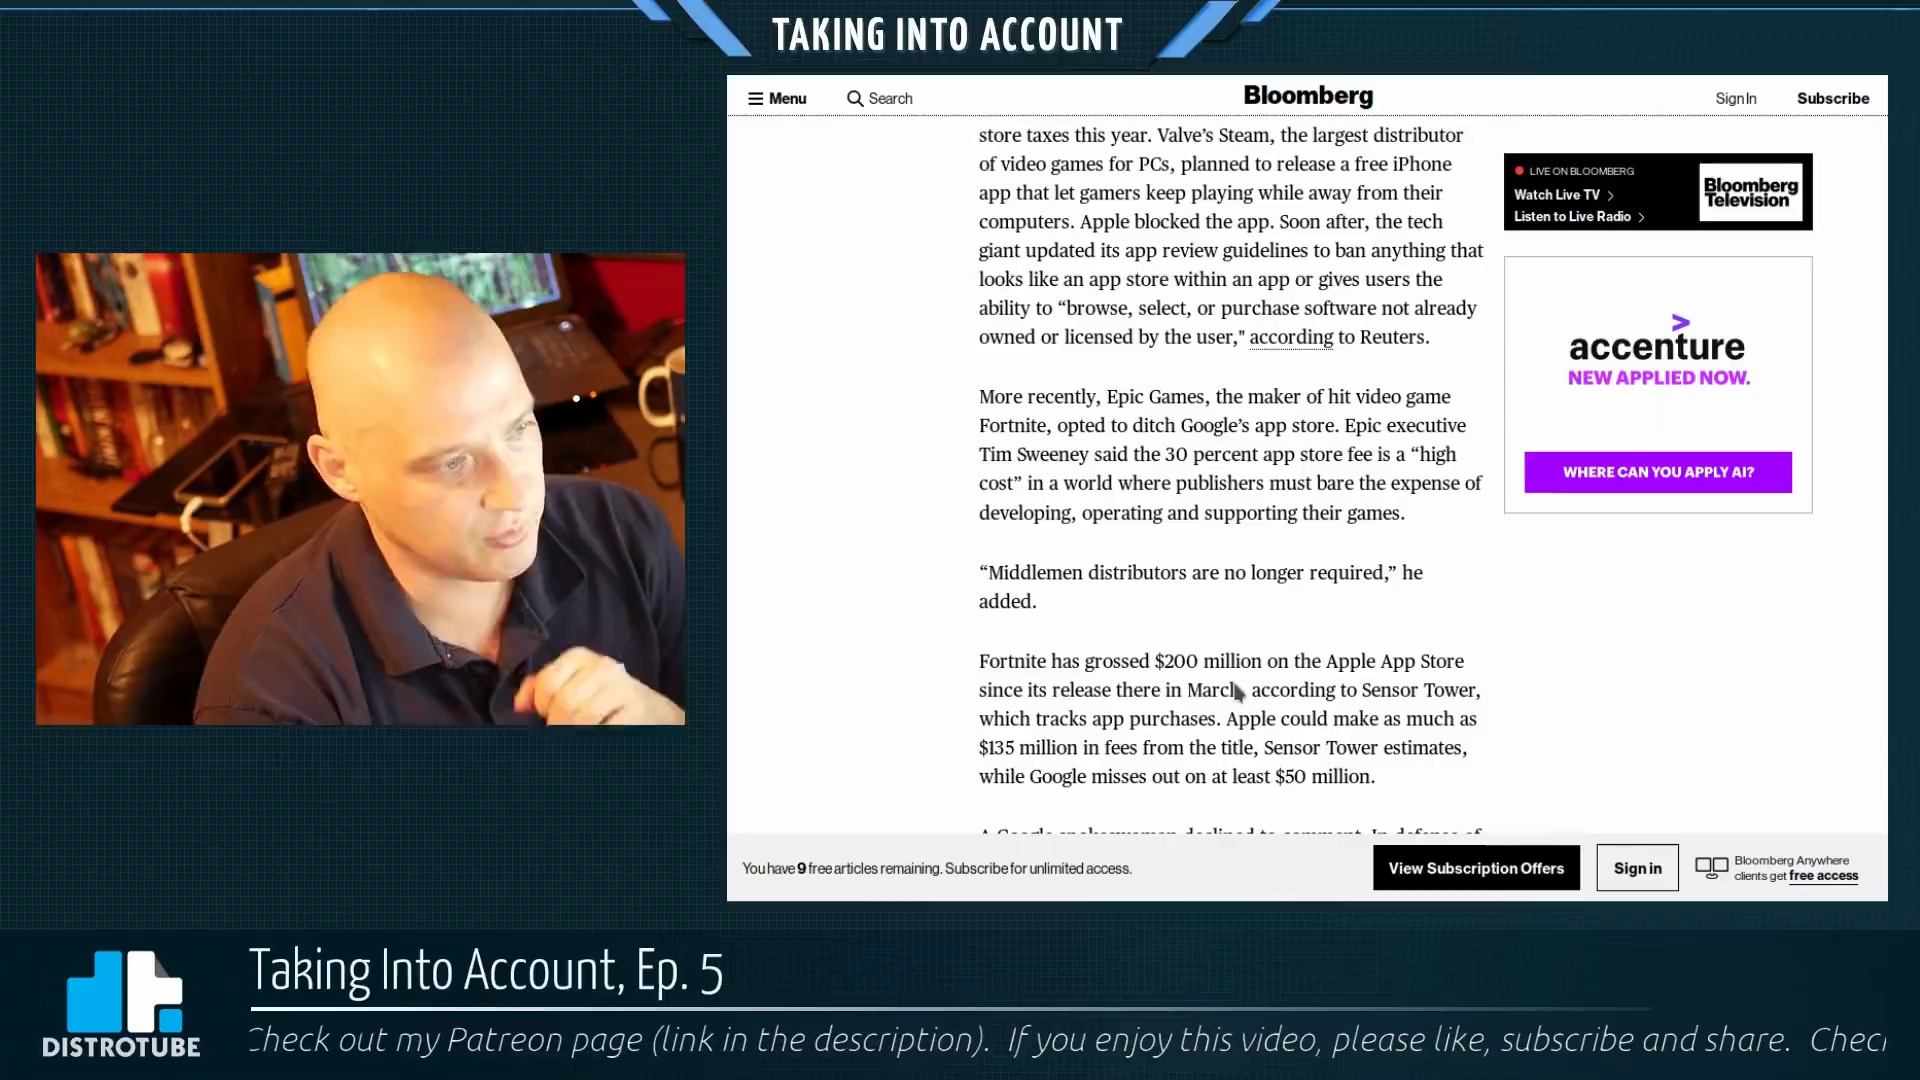 TAKING INTO ACCOUNT
Menu
Search
Bloomberg
Sign In
Subscribe
store taxes this year. Valve’s Steam, the largest distributor
of video games for PCs, planned to release a free iPhone
app that let gamers keep playing while away from their
computers. Apple blocked the app. Soon after, the tech
giant updated its app review guidelines to ban anything that
looks like an app store within an app or gives users the
ability to “browse, select, or purchase software not already
owned or licensed by the user," according to Reuters.
More recently, Epic Games, the maker of hit video game
Fortnite, opted to ditch Google’s app store. Epic executive
Tim Sweeney said the 30 percent app store fee is a “high
cost” in a world where publishers must bare the expense of
developing, operating and supporting their games.
“Middlemen distributors are no longer required,” he
added.
Fortnite has grossed $200 million on the Apple App Store
since its release there in March, according to Sensor Tower,
which tracks app purchases. Apple could make as much as
$135 million in fees from the title, Sensor Tower estimates,
while Google misses out on at least $50 million.
A Google spokeswoman declined to comment. In defense of
LIVE ON BLOOMBERG
Watch Live TV >
Listen to Live Radio >
Bloomberg
Television
>
accenture
NEW APPLIED NOW.
WHERE CAN YOU APPLY AI?
You have 9 free articles remaining. Subscribe for unlimited access.
View Subscription Offers
Sign in
Bloomberg Anywhere
clients get free access
DISTROTUBE
Taking Into Account, Ep. 5
Check out my Patreon page (link in the description). If you enjoy this video, please like, subscribe and share. Chec